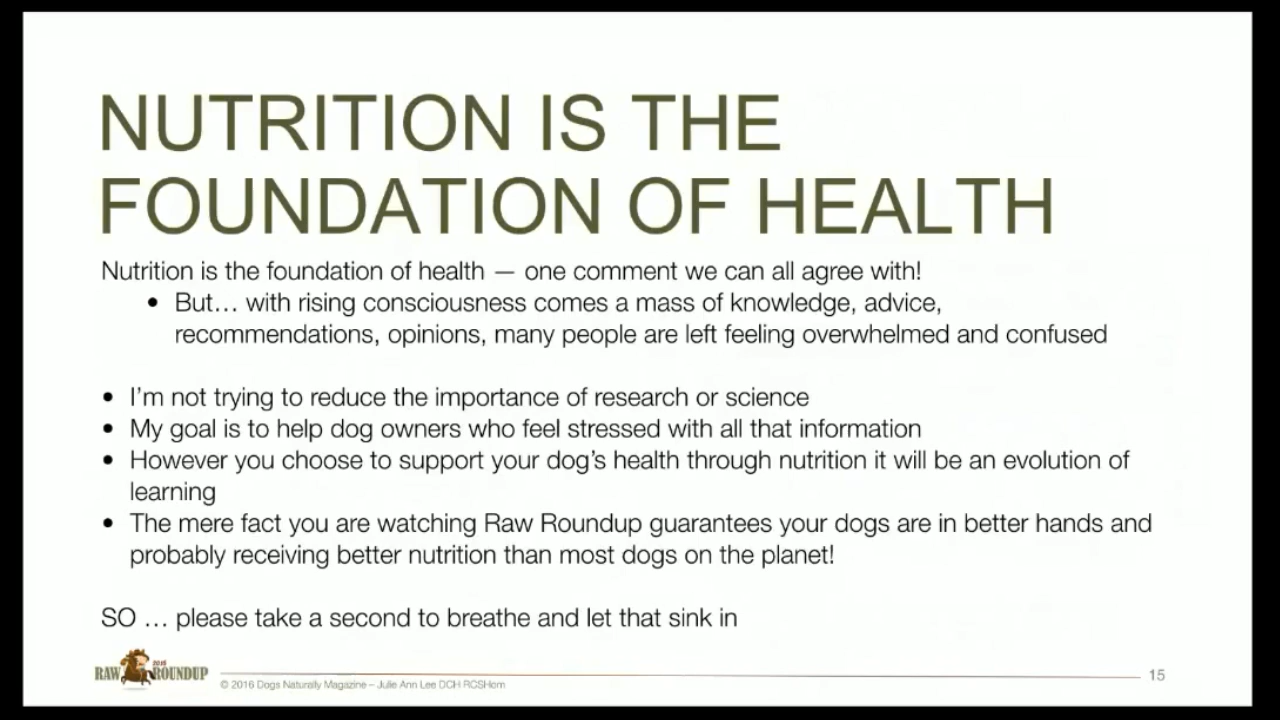 NUTRITION IS THE
FOUNDATION OF HEALTH
Nutrition is the foundation of health — one comment we can all agree with!
• But… with rising consciousness comes a mass of knowledge, advice,
recommendations, opinions, many people are left feeling overwhelmed and confused
• I'm not trying to reduce the importance of research or science
• My goal is to help dog owners who feel stressed with all that information
• However you choose to support your dog's health through nutrition it will be an evolution of
learning
• The mere fact you are watching Raw Roundup guarantees your dogs are in better hands and
probably receiving better nutrition than most dogs on the planet!
SO … please take a second to breathe and let that sink in
RAW 2016 ROUNDUP
© 2016 Dogs Naturally Magazine – Julie Ann Lee DCH RCSHom
15